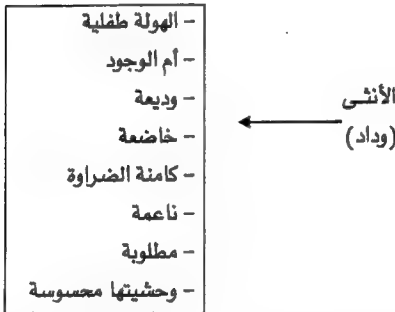 الأنثى
(وداد)
- الهولة طفلية
- أم الوجود
- وديعة
- خاضعة
- كامنة الضراوة
- ناعمة
- مطلوبة
- وحشيتها محسوسة